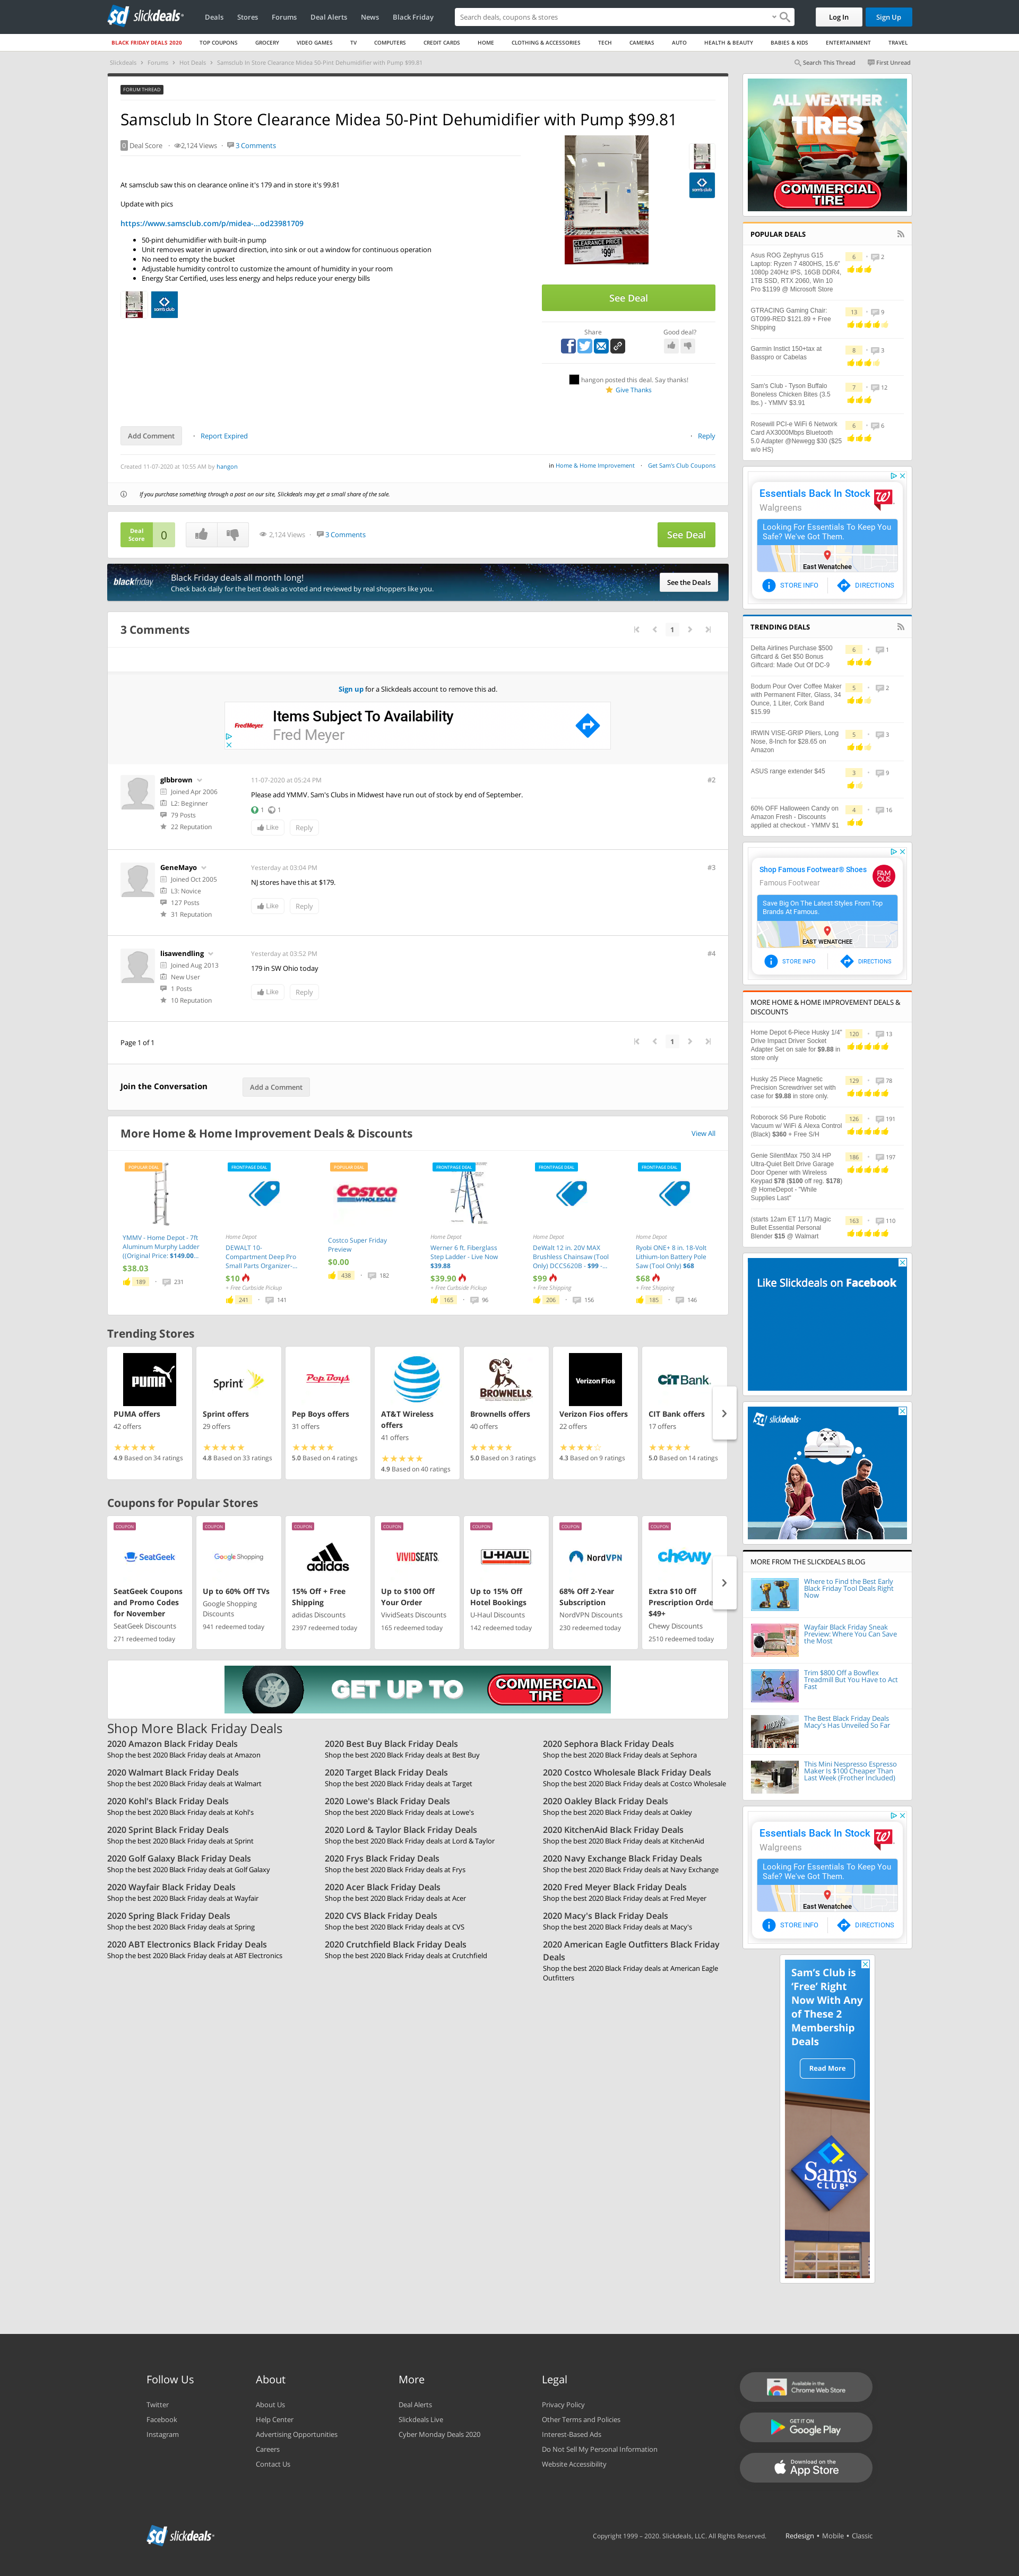 slickdeals
Deals
Stores
Forums
Deal Alerts
News
Black Friday
Search deals, coupons & stores
Log In
Sign Up
BLACK FRIDAY DEALS 2020
TOP COUPONS
GROCERY
VIDEO GAMES
TV
COMPUTERS
CREDIT CARDS
HOME
CLOTHING & ACCESSORIES
TECH
CAMERAS
AUTO
HEALTH & BEAUTY
BABIES & KIDS
ENTERTAINMENT
TRAVEL
Slickdeals › Forums › Hot Deals › Samsclub In Store Clearance Midea 50-Pint Dehumidifier with Pump $99.81
Search This Thread
First Unread
FORUM THREAD
Samsclub In Store Clearance Midea 50-Pint Dehumidifier with Pump $99.81
0 Deal Score · 2,124 Views · 3 Comments
At samsclub saw this on clearance online it's 179 and in store it's 99.81
Update with pics
https://www.samsclub.com/p/midea-...od23981709
50-pint dehumidifier with built-in pump
Unit removes water in upward direction, into sink or out a window for continuous operation
No need to empty the bucket
Adjustable humidity control to customize the amount of humidity in your room
Energy Star Certified, uses less energy and helps reduce your energy bills
CLEARANCE PRICE
sam's club
sam's club
See Deal
Share
Good deal?
hangon posted this deal. Say thanks!
Give Thanks
Add Comment
· Report Expired
· Reply
Created 11-07-2020 at 10:55 AM by hangon
in Home & Home Improvement · Get Sam's Club Coupons
If you purchase something through a post on our site, Slickdeals may get a small share of the sale.
Deal Score
0
2,124 Views · 3 Comments
See Deal
blackfriday
Black Friday deals all month long!
Check back daily for the best deals as voted and reviewed by real shoppers like you.
See the Deals
3 Comments
1
Sign up for a Slickdeals account to remove this ad.
Fred Meyer
Items Subject To Availability
Fred Meyer
glbbrown
Joined Apr 2006
L2: Beginner
79 Posts
22 Reputation
11-07-2020 at 05:24 PM
#2
Please add YMMV. Sam's Clubs in Midwest have run out of stock by end of September.
1 1
Like
Reply
GeneMayo
Joined Oct 2005
L3: Novice
127 Posts
31 Reputation
Yesterday at 03:04 PM
#3
NJ stores have this at $179.
Like
Reply
lisawendling
Joined Aug 2013
New User
1 Posts
10 Reputation
Yesterday at 03:52 PM
#4
179 in SW Ohio today
Like
Reply
Page 1 of 1
1
Join the Conversation
Add a Comment
More Home & Home Improvement Deals & Discounts
View All
POPULAR DEAL
YMMV - Home Depot - 7ft
Aluminum Murphy Ladder
((Original Price: $149.00...
$38.03
189 · 231
FRONTPAGE DEAL
Home Depot
DEWALT 10-
Compartment Deep Pro
Small Parts Organizer-...
$10
+ Free Curbside Pickup
241 · 141
POPULAR DEAL
COSTCO WHOLESALE
Costco Super Friday
Preview
$0.00
438 · 182
FRONTPAGE DEAL
Home Depot
Werner 6 ft. Fiberglass
Step Ladder - Live Now
$39.88
$39.90
+ Free Curbside Pickup
165 · 96
FRONTPAGE DEAL
Home Depot
DeWalt 12 in. 20V MAX
Brushless Chainsaw (Tool
Only) DCCS620B - $99 -...
$99
+ Free Shipping
206 · 156
FRONTPAGE DEAL
Home Depot
Ryobi ONE+ 8 in. 18-Volt
Lithium-Ion Battery Pole
Saw (Tool Only) $68
$68
+ Free Shipping
185 · 146
Trending Stores
PUMA
PUMA offers
42 offers
4.9 Based on 34 ratings
Sprint
Sprint offers
29 offers
4.8 Based on 33 ratings
Pep Boys
Pep Boys offers
31 offers
5.0 Based on 4 ratings
AT&T Wireless offers
41 offers
4.9 Based on 40 ratings
BROWNELLS
Brownells offers
40 offers
5.0 Based on 3 ratings
Verizon Fios
Verizon Fios offers
22 offers
4.3 Based on 9 ratings
CIT BANK
CIT Bank offers
17 offers
5.0 Based on 14 ratings
Coupons for Popular Stores
COUPON
SeatGeek
SeatGeek Coupons
and Promo Codes
for November
SeatGeek Discounts
271 redeemed today
COUPON
Google Shopping
Up to 60% Off TVs
Google Shopping
Discounts
941 redeemed today
COUPON
adidas
15% Off + Free
Shipping
adidas Discounts
2397 redeemed today
COUPON
VIVIDSEATS
Up to $100 Off
Your Order
VividSeats Discounts
165 redeemed today
COUPON
U-HAUL
Up to 15% Off
Hotel Bookings
U-Haul Discounts
142 redeemed today
COUPON
NordVPN
68% Off 2-Year
Subscription
NordVPN Discounts
230 redeemed today
COUPON
chewy
Extra $10 Off
Prescription Orde
$49+
Chewy Discounts
2510 redeemed today
GET UP TO
COMMERCIAL TIRE
Shop More Black Friday Deals
2020 Amazon Black Friday Deals
Shop the best 2020 Black Friday deals at Amazon
2020 Best Buy Black Friday Deals
Shop the best 2020 Black Friday deals at Best Buy
2020 Sephora Black Friday Deals
Shop the best 2020 Black Friday deals at Sephora
2020 Walmart Black Friday Deals
Shop the best 2020 Black Friday deals at Walmart
2020 Target Black Friday Deals
Shop the best 2020 Black Friday deals at Target
2020 Costco Wholesale Black Friday Deals
Shop the best 2020 Black Friday deals at Costco Wholesale
2020 Kohl's Black Friday Deals
Shop the best 2020 Black Friday deals at Kohl's
2020 Lowe's Black Friday Deals
Shop the best 2020 Black Friday deals at Lowe's
2020 Oakley Black Friday Deals
Shop the best 2020 Black Friday deals at Oakley
2020 Sprint Black Friday Deals
Shop the best 2020 Black Friday deals at Sprint
2020 Lord & Taylor Black Friday Deals
Shop the best 2020 Black Friday deals at Lord & Taylor
2020 KitchenAid Black Friday Deals
Shop the best 2020 Black Friday deals at KitchenAid
2020 Golf Galaxy Black Friday Deals
Shop the best 2020 Black Friday deals at Golf Galaxy
2020 Frys Black Friday Deals
Shop the best 2020 Black Friday deals at Frys
2020 Navy Exchange Black Friday Deals
Shop the best 2020 Black Friday deals at Navy Exchange
2020 Wayfair Black Friday Deals
Shop the best 2020 Black Friday deals at Wayfair
2020 Acer Black Friday Deals
Shop the best 2020 Black Friday deals at Acer
2020 Fred Meyer Black Friday Deals
Shop the best 2020 Black Friday deals at Fred Meyer
2020 Spring Black Friday Deals
Shop the best 2020 Black Friday deals at Spring
2020 CVS Black Friday Deals
Shop the best 2020 Black Friday deals at CVS
2020 Macy's Black Friday Deals
Shop the best 2020 Black Friday deals at Macy's
2020 ABT Electronics Black Friday Deals
Shop the best 2020 Black Friday deals at ABT Electronics
2020 Crutchfield Black Friday Deals
Shop the best 2020 Black Friday deals at Crutchfield
2020 American Eagle Outfitters Black Friday
Deals
Shop the best 2020 Black Friday deals at American Eagle
Outfitters
ALL WEATHER
TIRES
COMMERCIAL TIRE
POPULAR DEALS
Asus ROG Zephyrus G15
Laptop: Ryzen 7 4800HS, 15.6"
1080p 240Hz IPS, 16GB DDR4,
1TB SSD, RTX 2060, Win 10
Pro $1199 @ Microsoft Store
6 · 2
GTRACING Gaming Chair:
GT099-RED $121.89 + Free
Shipping
13 · 9
Garmin Instict 150+tax at
Basspro or Cabelas
8 · 3
Sam's Club - Tyson Buffalo
Boneless Chicken Bites (3.5
lbs.) - YMMV $3.91
7 · 12
Rosewill PCI-e WiFi 6 Network
Card AX3000Mbps Bluetooth
5.0 Adapter @Newegg $30 ($25
w/o HS)
6 · 6
Essentials Back In Stock
Walgreens
Looking For Essentials To Keep You
Safe? We've Got Them.
East Wenatchee
STORE INFO
DIRECTIONS
TRENDING DEALS
Delta Airlines Purchase $500
Giftcard & Get $50 Bonus
Giftcard: Made Out Of DC-9
6 · 1
Bodum Pour Over Coffee Maker
with Permanent Filter, Glass, 34
Ounce, 1 Liter, Cork Band
$15.99
5 · 2
IRWIN VISE-GRIP Pliers, Long
Nose, 8-Inch for $28.65 on
Amazon
5 · 3
ASUS range extender $45
3 · 9
60% OFF Halloween Candy on
Amazon Fresh - Discounts
applied at checkout - YMMV $1
4 · 16
Shop Famous Footwear® Shoes
Famous Footwear
FAMOUS
Save Big On The Latest Styles From Top
Brands At Famous.
EAST WENATCHEE
STORE INFO
DIRECTIONS
MORE HOME & HOME IMPROVEMENT DEALS &
DISCOUNTS
Home Depot 6-Piece Husky 1/4"
Drive Impact Driver Socket
Adapter Set on sale for $9.88 in
store only
120 · 13
Husky 25 Piece Magnetic
Precision Screwdriver set with
case for $9.88 in store only.
129 · 78
Roborock S6 Pure Robotic
Vacuum w/ WiFi & Alexa Control
(Black) $360 + Free S/H
126 · 191
Genie SilentMax 750 3/4 HP
Ultra-Quiet Belt Drive Garage
Door Opener with Wireless
Keypad $78 ($100 off reg. $178)
@ HomeDepot - "While
Supplies Last"
186 · 197
(starts 12am ET 11/7) Magic
Bullet Essential Personal
Blender $15 @ Walmart
163 · 110
Like Slickdeals on Facebook
slickdeals
MORE FROM THE SLICKDEALS BLOG
Where to Find the Best Early
Black Friday Tool Deals Right
Now
Wayfair Black Friday Sneak
Preview: Where You Can Save
the Most
Trim $800 Off a Bowflex
Treadmill But You Have to Act
Fast
The Best Black Friday Deals
Macy's Has Unveiled So Far
This Mini Nespresso Espresso
Maker Is $100 Cheaper Than
Last Week (Frother Included)
Essentials Back In Stock
Walgreens
Looking For Essentials To Keep You
Safe? We've Got Them.
East Wenatchee
STORE INFO
DIRECTIONS
Sam's Club is
'Free' Right
Now With Any
of These 2
Membership
Deals
Read More
Sam's
CLUB
Follow Us
Twitter
Facebook
Instagram
About
About Us
Help Center
Advertising Opportunities
Careers
Contact Us
More
Deal Alerts
Slickdeals Live
Cyber Monday Deals 2020
Legal
Privacy Policy
Other Terms and Policies
Interest-Based Ads
Do Not Sell My Personal Information
Website Accessibility
Available in the
Chrome Web Store
GET IT ON
Google Play
Download on the
App Store
slickdeals
Copyright 1999 – 2020. Slickdeals, LLC. All Rights Reserved.
Redesign • Mobile • Classic